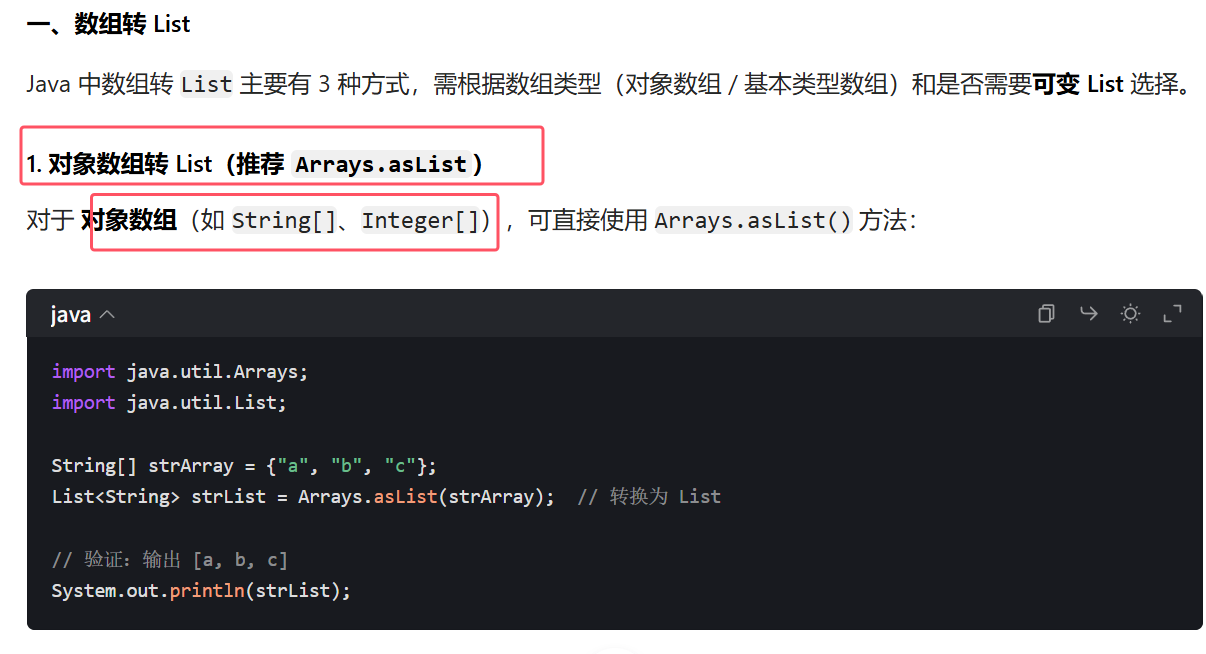 一、数组转 List
Java 中数组转 List 主要有 3 种方式，需根据数组类型（对象数组 / 基本类型数组）和是否需要可变 List 选择。
1. 对象数组转 List（推荐 Arrays.asList）
对于 对象数组（如 String[]、Integer[]），可直接使用 Arrays.asList() 方法：
java
import java.util.Arrays;
import java.util.List;
String[] strArray = {"a", "b", "c"};
List<String> strList = Arrays.asList(strArray);  // 转换为 List
// 验证：输出 [a, b, c]
System.out.println(strList);